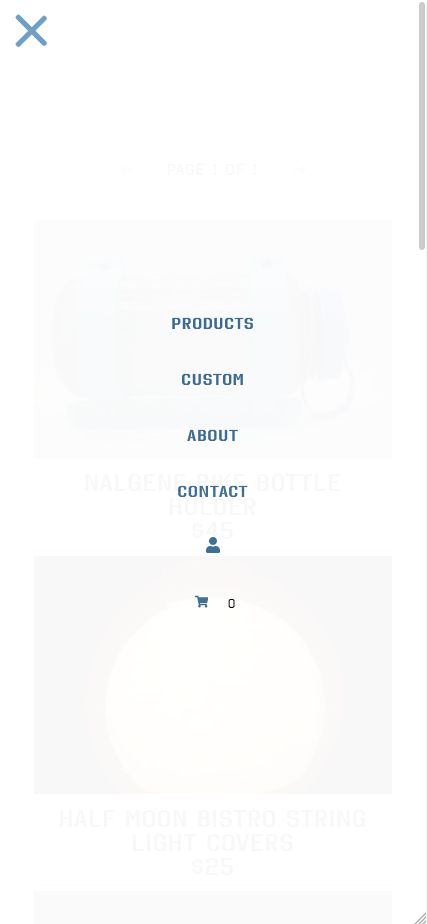 PAGE 1 OF 1
PRODUCTS
CUSTOM
ABOUT
NALGENE BIKE BOTTLE
CONTACT
HOLDER
$45
0
HALF MOON BISTRO STRING
LIGHT COVERS
$25